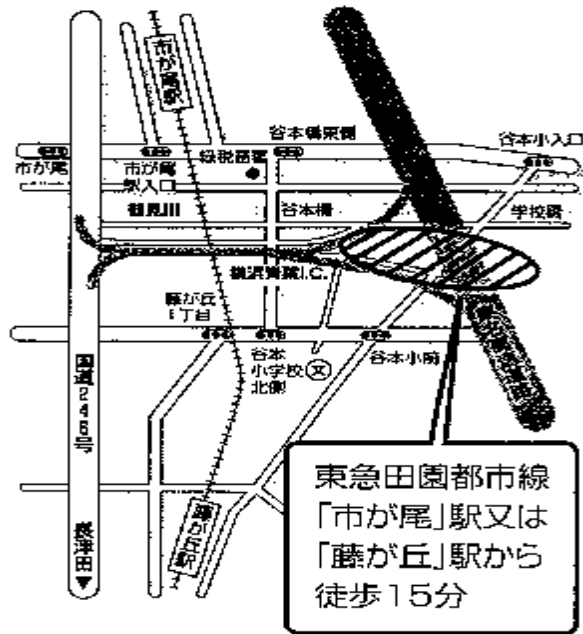 市が尾駅
谷本橋東側
谷本小入口
市が尾
市が尾
駅入口
緑税務署
鶴見川
谷本橋
学校橋
横浜青葉I.C.
藤が丘
1丁目
谷本
小学校
北側
文
谷本小前
国道246号
長津田▼
藤が丘駅
東急田園都市線
「市が尾」駅又は
「藤が丘」駅から
徒歩15分